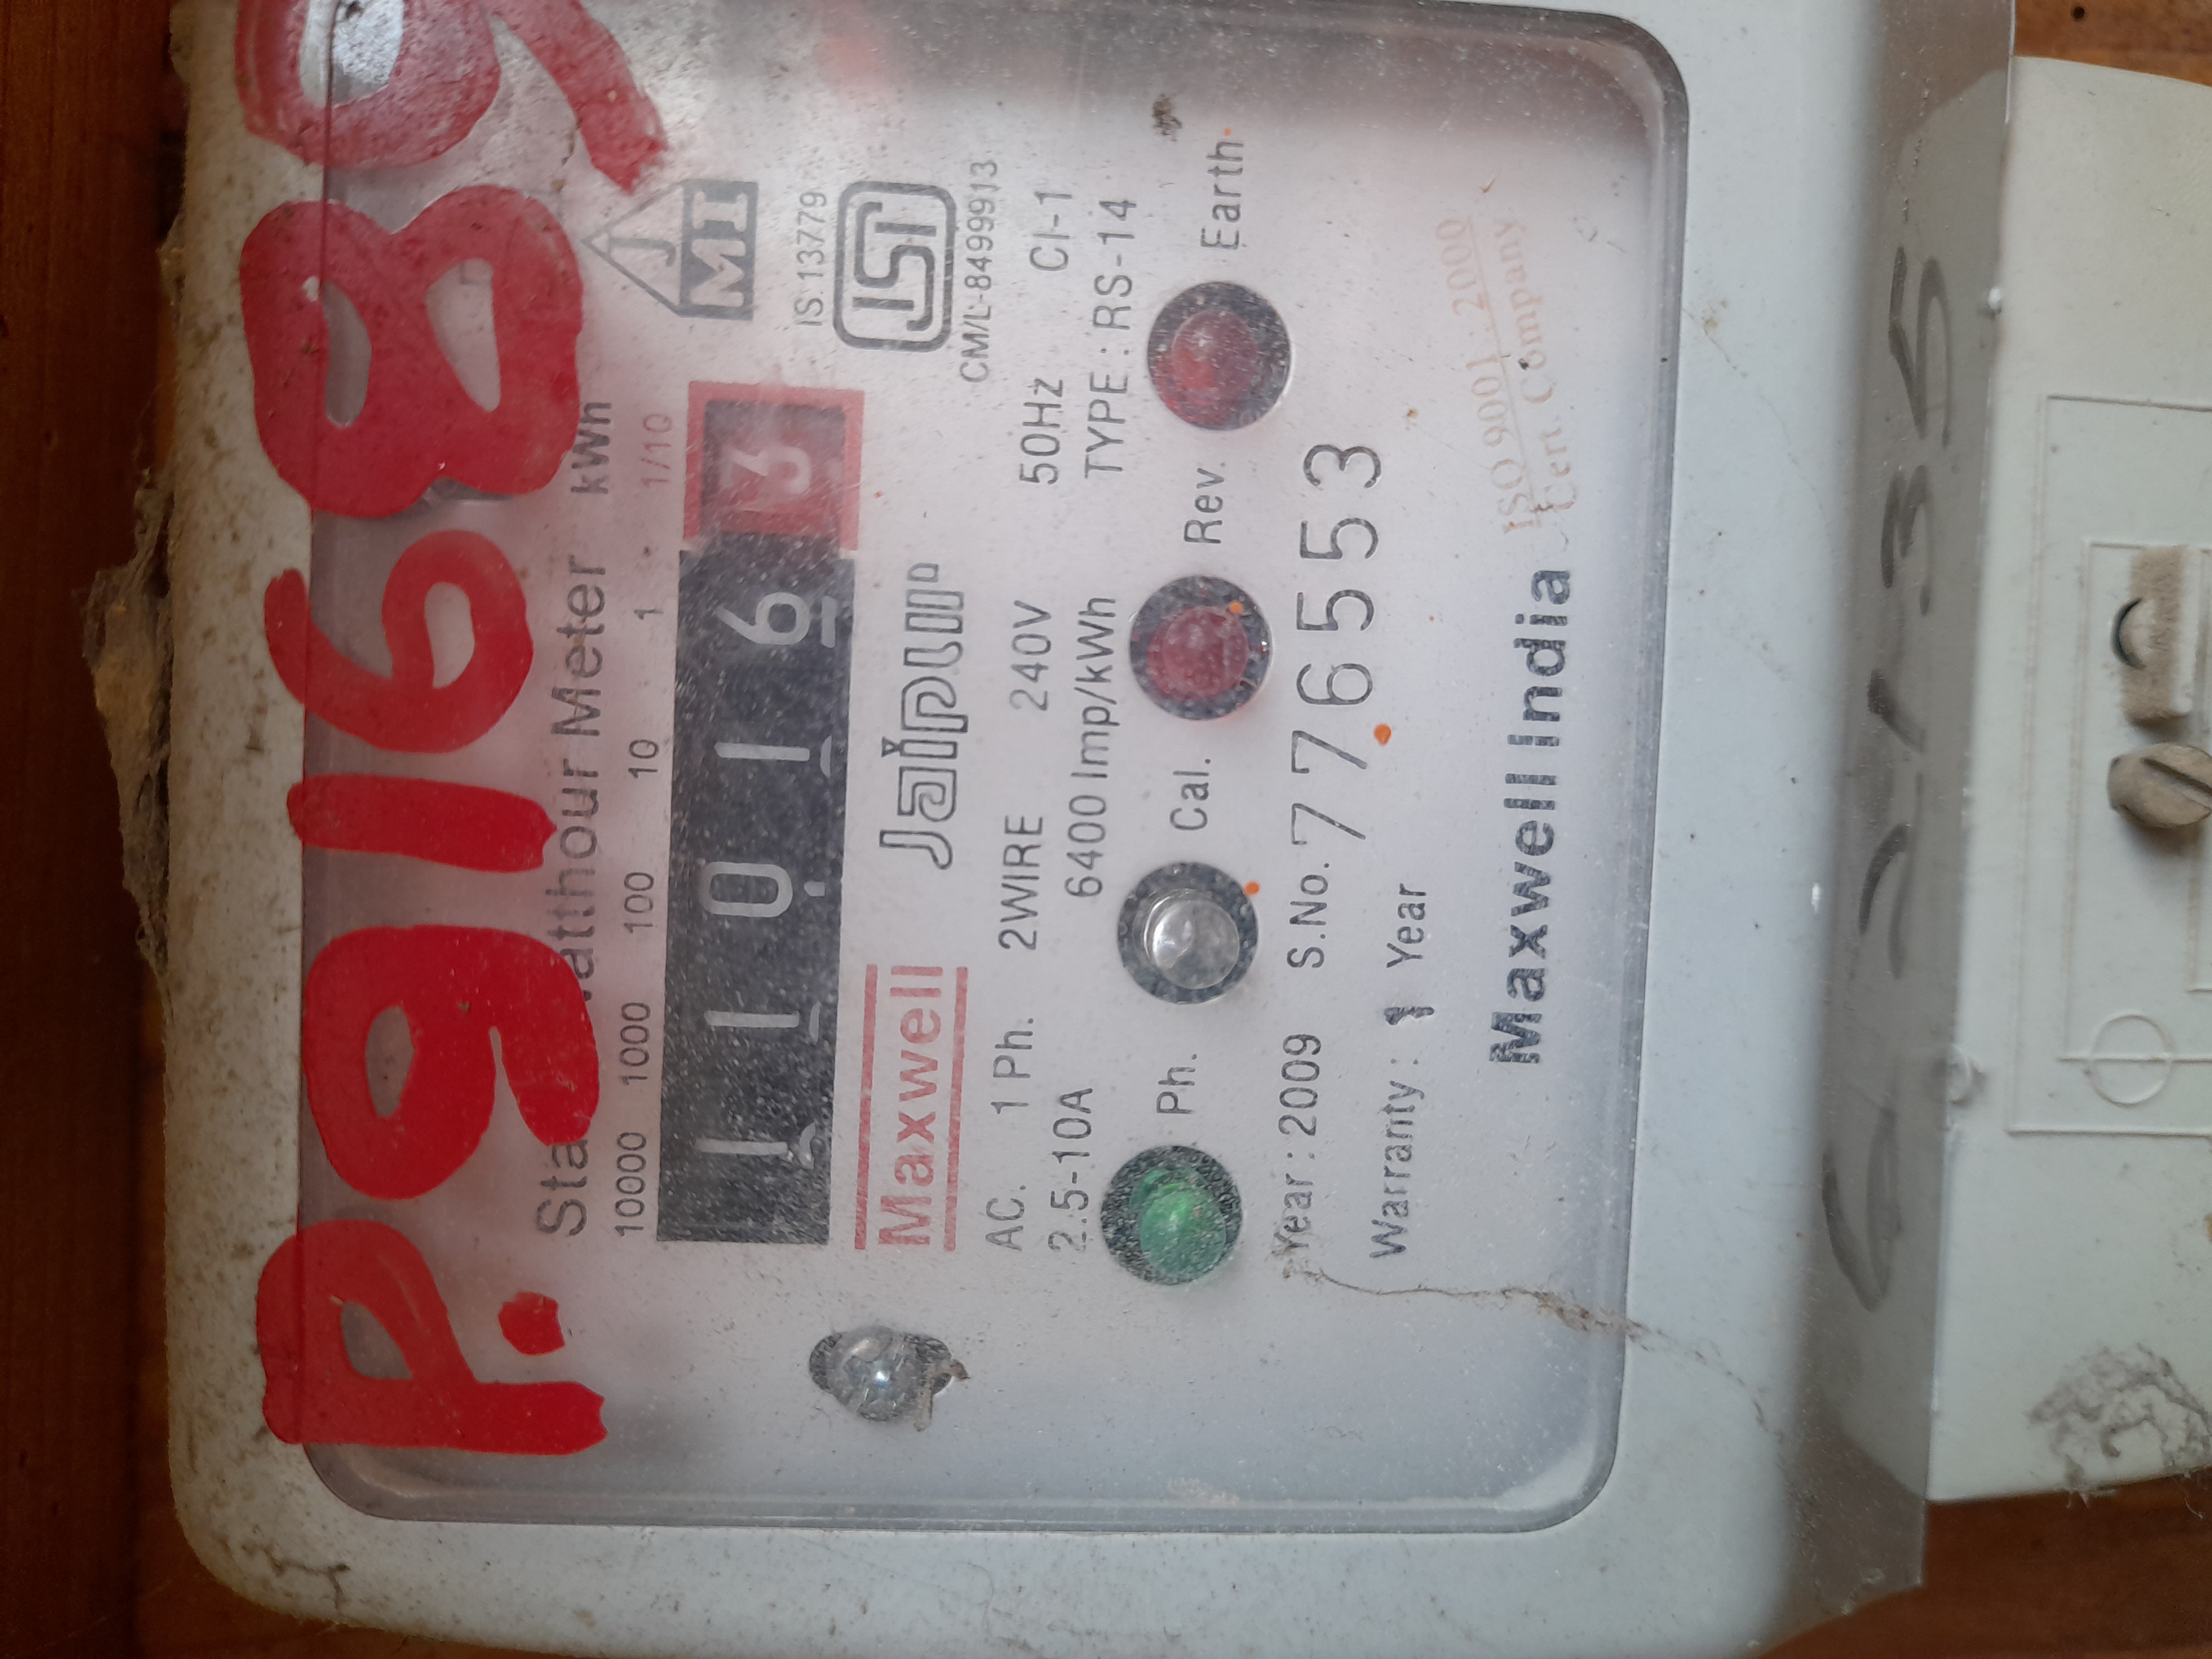 P.91689
Sta atthour Meter kWh
10000 1000 100 10 1 1/10
1 1 0 1 6 3
J
MI
IS:13779
ISI
CM/L-8499913
Maxwell Jaipur
AC. 1 Ph. 2WIRE 240V 50Hz Cl-1
2.5-10A 6400 Imp/kWh TYPE : RS-14
Ph. Cal. Rev. Earth
Year : 2009 S.No. 776553
Warranty : 1 Year
Maxwell India
ISO 9001 : 2000
Cert. Company